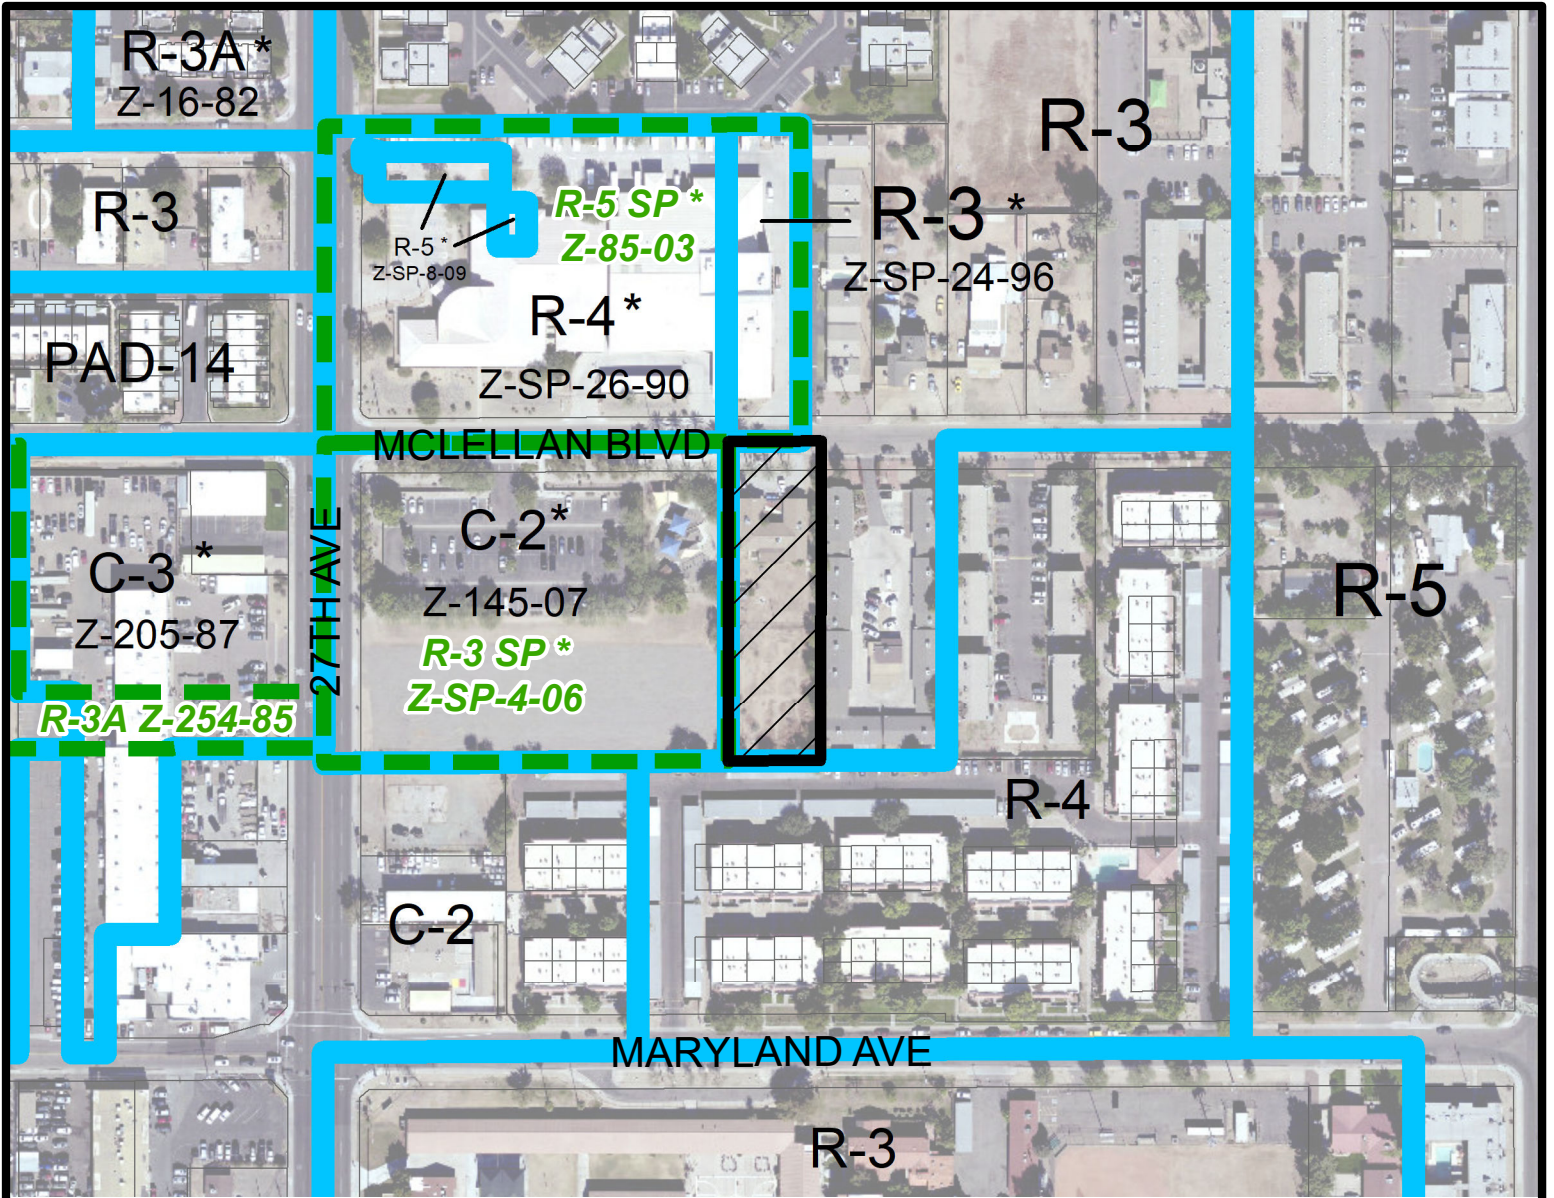 R-3A *
Z-16-82
R-3
R-3
R-5 SP *
Z-85-03
R-3 *
Z-SP-24-96
R-5 *
Z-SP-8-09
R-4 *
Z-SP-26-90
PAD-14
MCLELLAN BLVD
C-2 *
Z-145-07
R-3 SP *
Z-SP-4-06
27TH AVE
C-3 *
Z-205-87
R-3A Z-254-85
R-5
R-4
C-2
MARYLAND AVE
R-3